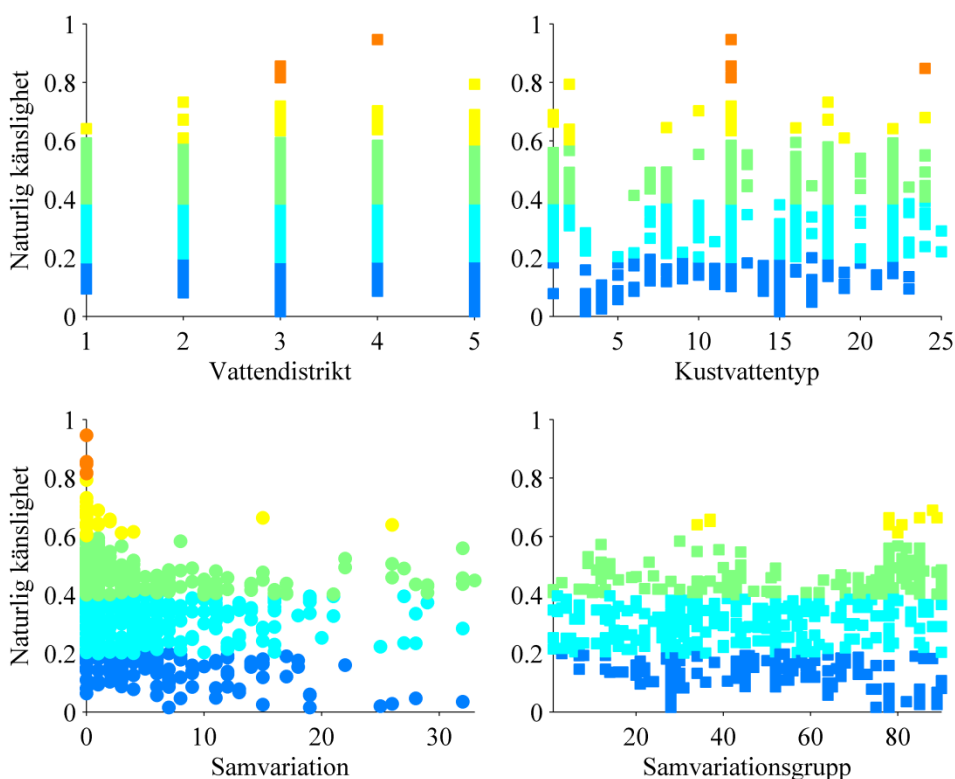 Naturlig känslighet
1
0.8
0.6
0.4
0.2
0
1 2 3 4 5
Vattendistrikt
1
0.8
0.6
0.4
0.2
0
5 10 15 20 25
Kustvattentyp
Naturlig känslighet
1
0.8
0.6
0.4
0.2
0
0 10 20 30
Samvariation
1
0.8
0.6
0.4
0.2
0
20 40 60 80
Samvariationsgrupp